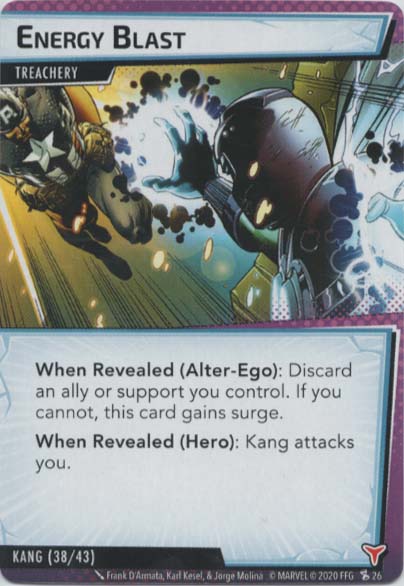 ENERGY BLAST
TREACHERY
When Revealed (Alter-Ego): Discard
an ally or support you control. If you
cannot, this card gains surge.
When Revealed (Hero): Kang attacks
you.
KANG (38/43)
Frank D'Armata, Karl Kesel, & Jorge Molina © MARVEL © 2020 FFG 26